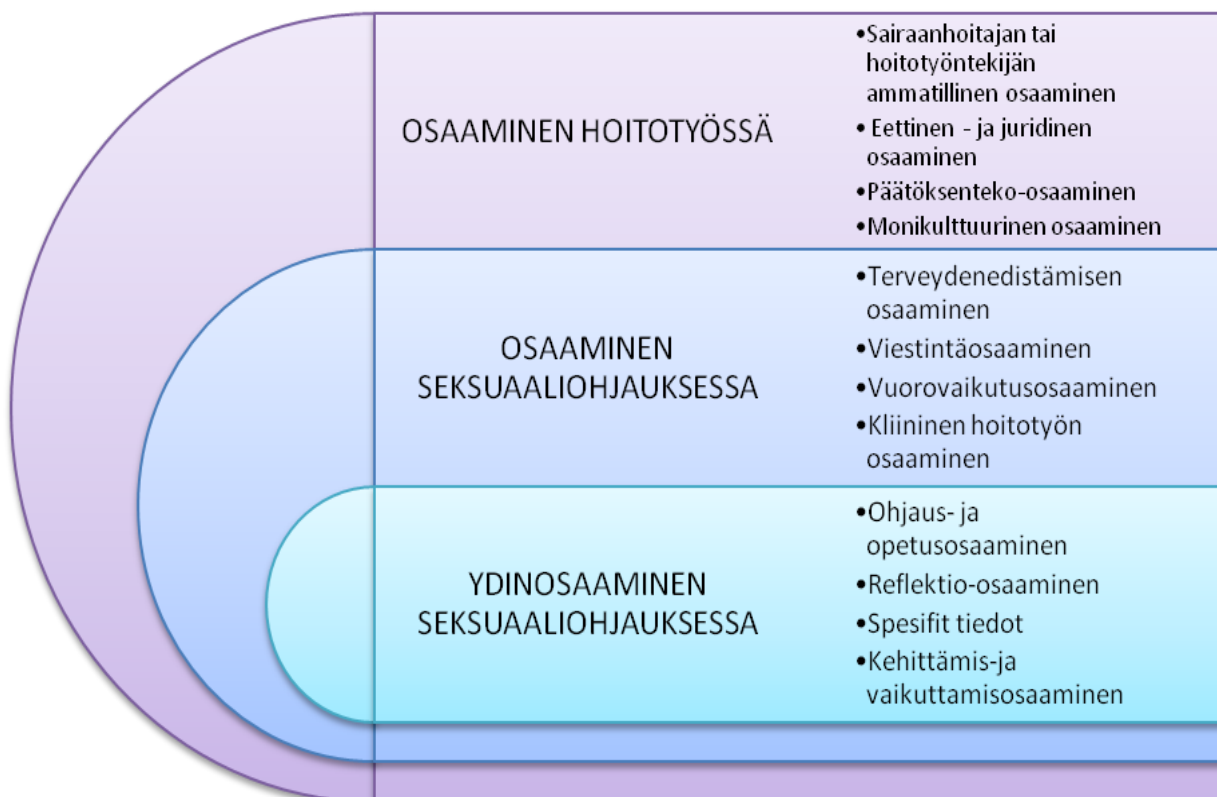 OSAAMINEN HOITOTYÖSSÄ
•Sairaanhoitajan tai
hoitotyöntekijän
ammatillinen osaaminen
• Eettinen - ja juridinen
osaaminen
•Päätöksenteko-osaaminen
•Monikulttuurinen osaaminen
OSAAMINEN
SEKSUAALIOHJAUKSESSA
•Terveydenedistämisen
osaaminen
•Viestintäosaaminen
•Vuorovaikutusosaaminen
•Kliininen hoitotyön
osaaminen
YDINOSAAMINEN
SEKSUAALIOHJAUKSESSA
•Ohjaus- ja
opetusosaaminen
•Reflektio-osaaminen
•Spesifit tiedot
•Kehittämis-ja
vaikuttamisosaaminen